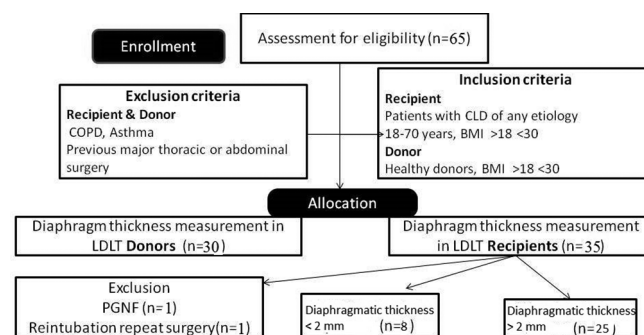 Enrollment
Assessment for eligibility (n=65)
Exclusion criteria
Recipient & Donor
COPD, Asthma
Previous major thoracic or abdominal
surgery
Inclusion criteria
Recipient
Patients with CLD of any etiology
18-70 years, BMI >18 <30
Donor
Healthy donors, BMI >18 <30
Allocation
Diaphragm thickness measurement in
LDLT Donors (n=30)
Diaphragm thickness measurement
in LDLT Recipients (n=35)
Exclusion
PGNF (n=1)
Reintubation repeat surgery(n=1)
Diaphragmatic thickness
< 2 mm (n=8)
Diaphragmatic thickness
> 2 mm (n=25)